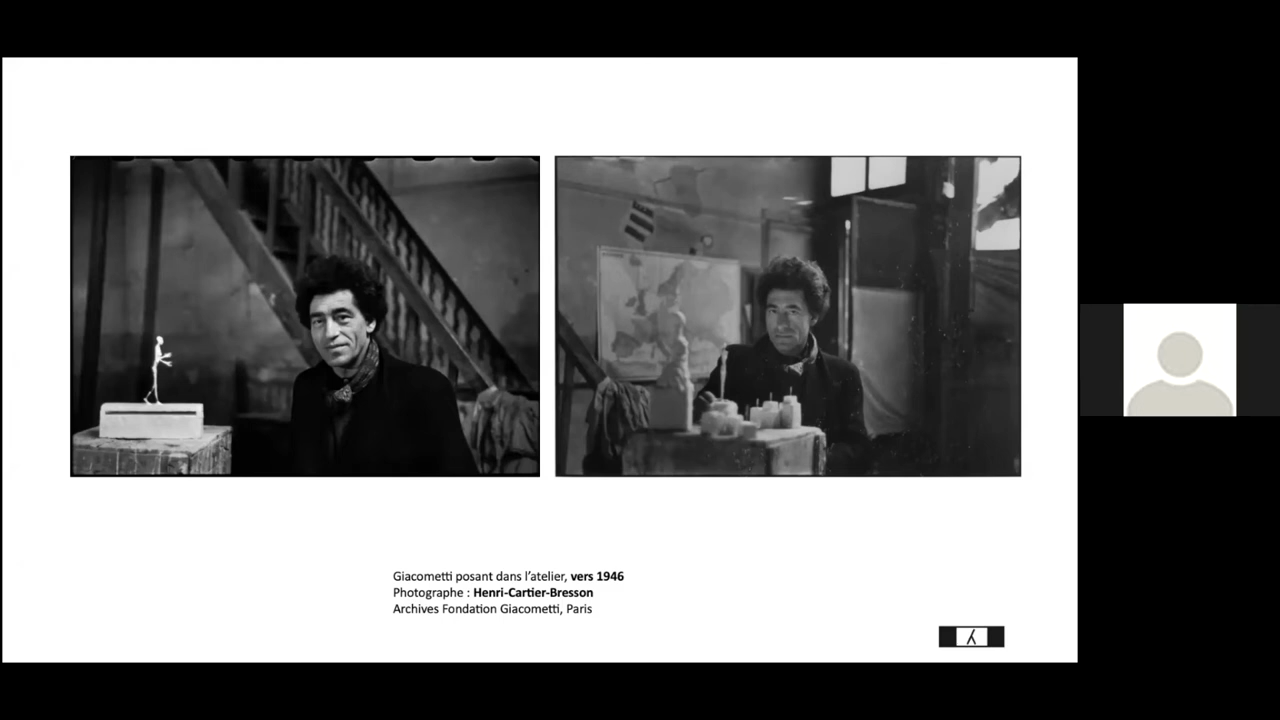 Giacometti posant dans l’atelier, vers 1946
Photographe : Henri-Cartier-Bresson
Archives Fondation Giacometti, Paris